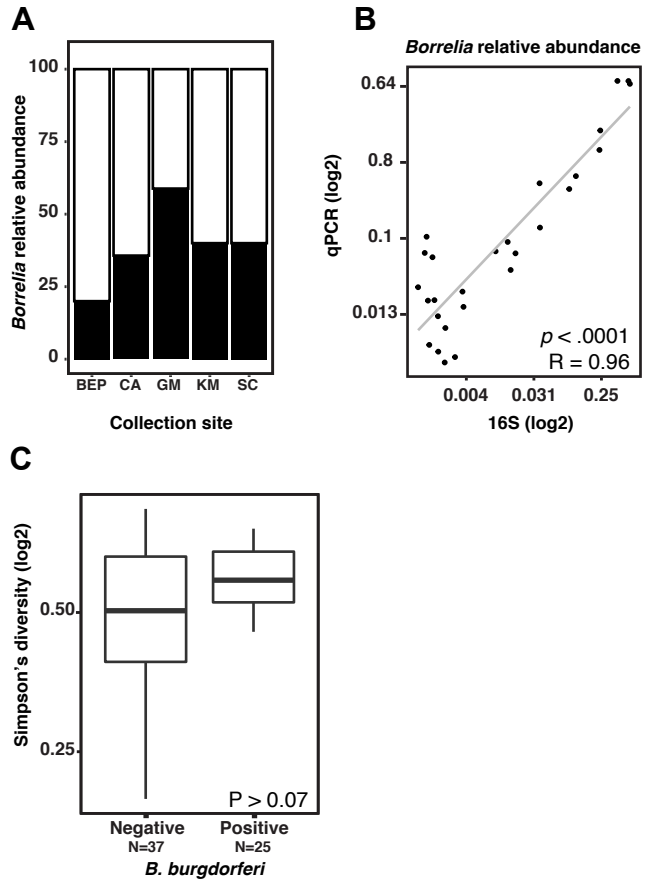 A
Borrelia relative abundance
100
75
50
25
0
BEP CA GM KM SC
Collection site
B
Borrelia relative abundance
qPCR (log2)
0.64
0.8
0.1
0.013
p < .0001
R = 0.96
0.004 0.031 0.25
16S (log2)
C
Simpson's diversity (log2)
0.50
0.25
P > 0.07
Negative Positive
N=37 N=25
B. burgdorferi